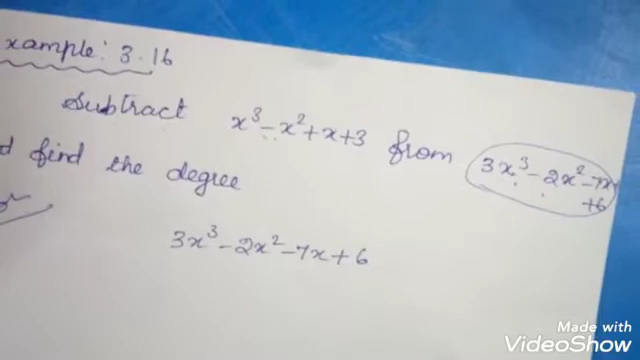 xample: 3.16
Subtract x³-x²+x+3 from 3x³-2x²-7x+6
d find the degree
3x³-2x²-7x+6
Made with
VideoShow